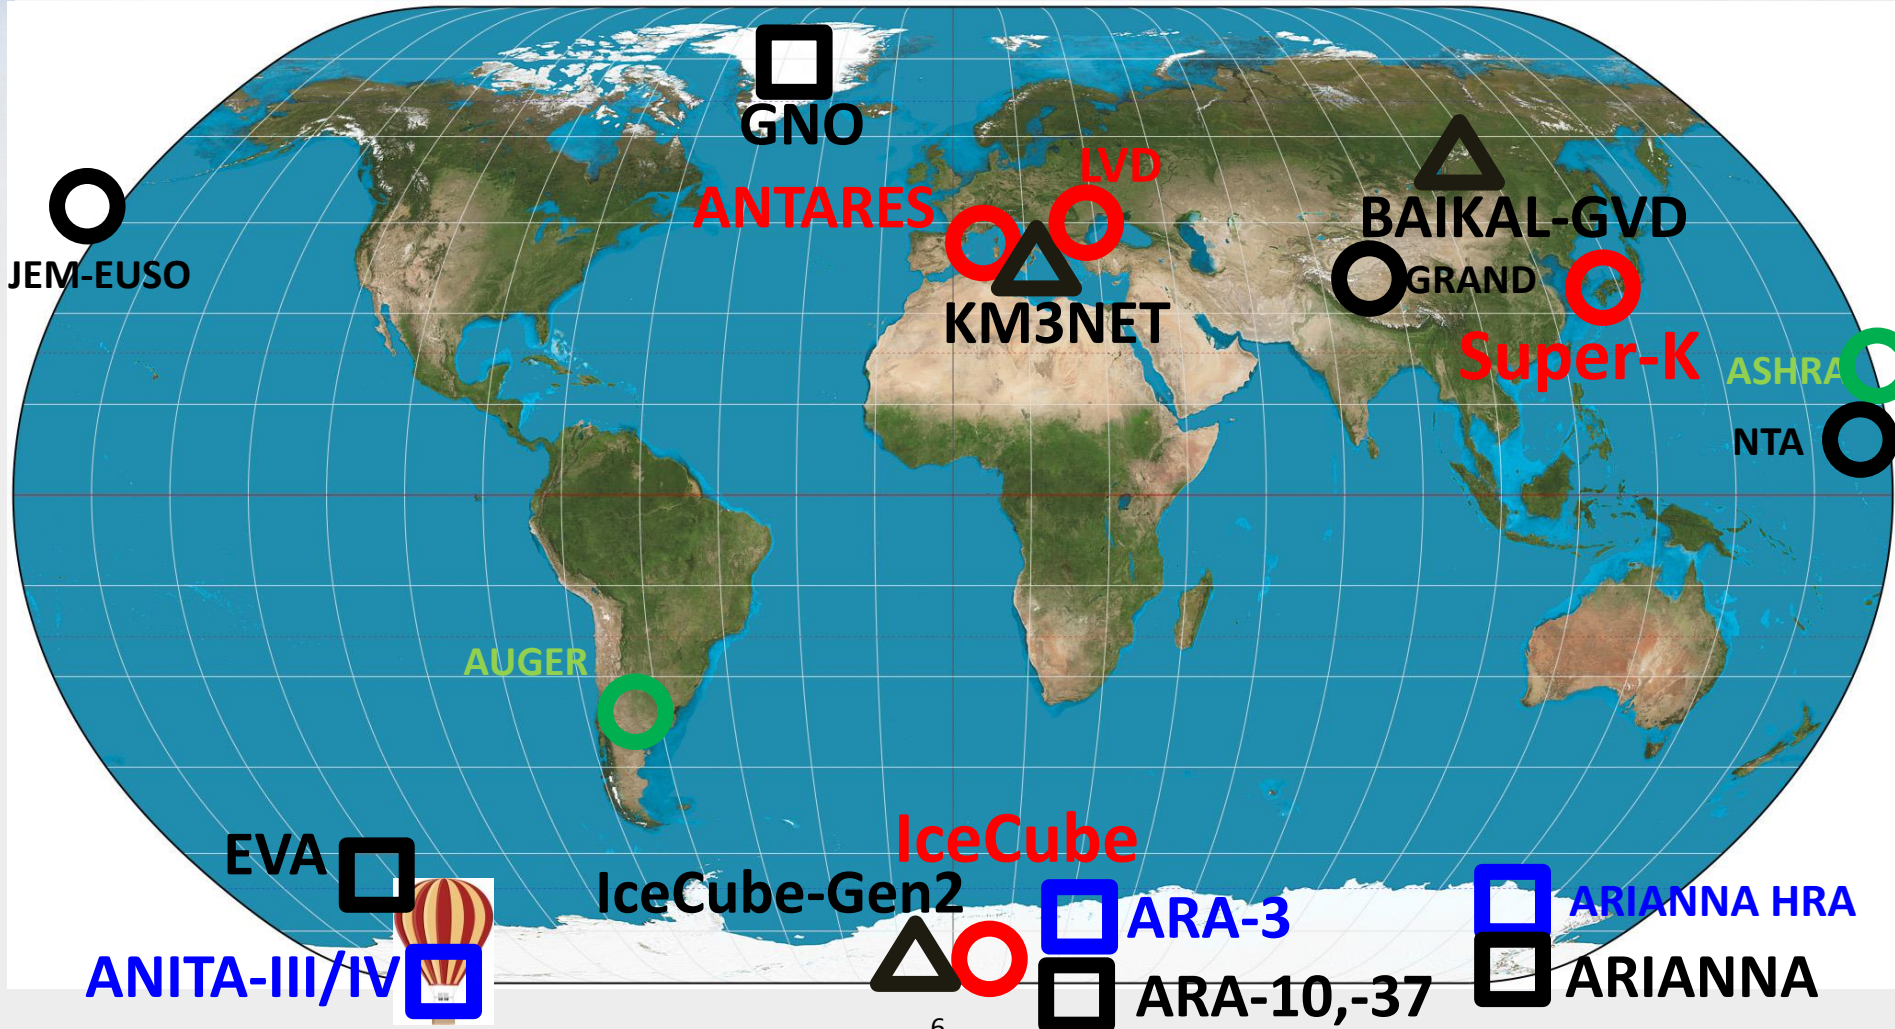 GNO
LVD
ANTARES
BAIKAL-GVD
JEM-EUSO
GRAND
KM3NET
Super-K
ASHRA
NTA
AUGER
IceCube
EVA
IceCube-Gen2
ARIANNA HRA
ARA-3
ANITA-III/IV
ARIANNA
ARA-10,-37
6